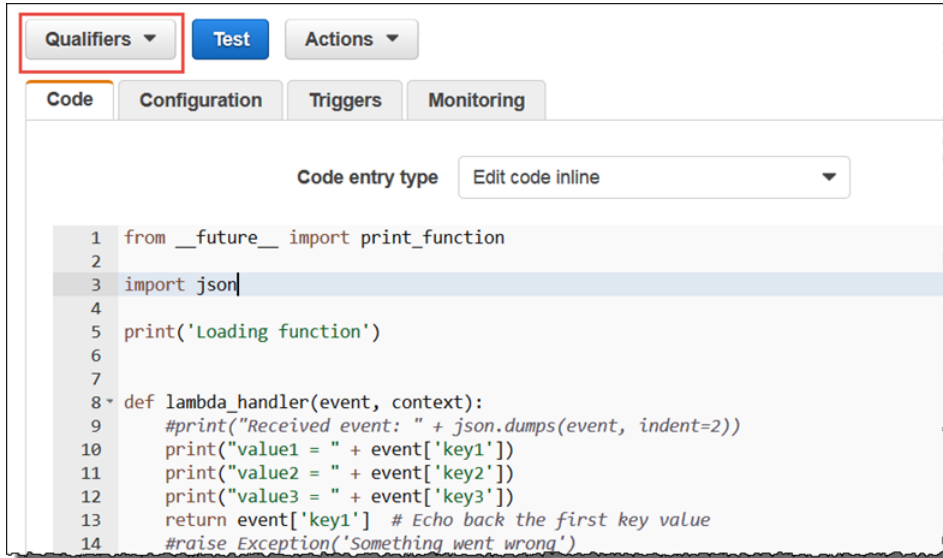 Qualifiers Test Actions
Code Configuration Triggers Monitoring
Code entry type Edit code inline
1 from __future__ import print_function
2
3 import json
4
5 print('Loading function')
6
7
8 def lambda_handler(event, context):
9     #print("Received event: " + json.dumps(event, indent=2))
10     print("value1 = " + event['key1'])
11     print("value2 = " + event['key2'])
12     print("value3 = " + event['key3'])
13     return event['key1']  # Echo back the first key value
14     #raise Exception('Something went wrong')